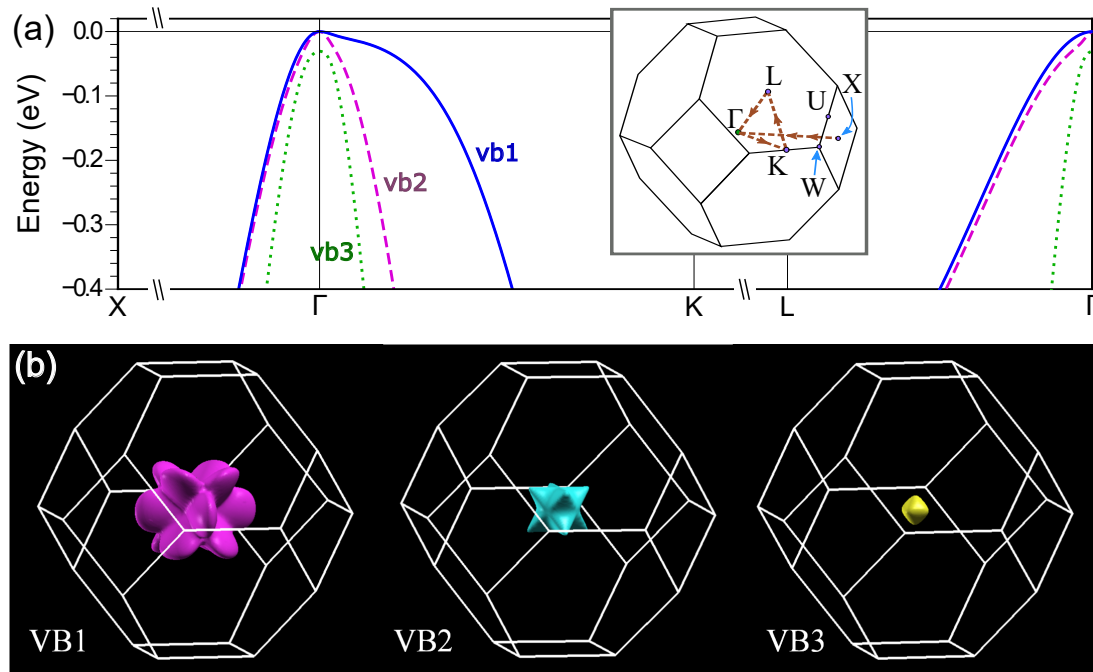 (a)
Energy (eV)
0.0
−0.1
−0.2
−0.3
−0.4
vb1
vb2
vb3
L
U
X
Γ
K
W
X
Γ
K
L
Γ
(b)
VB1
VB2
VB3